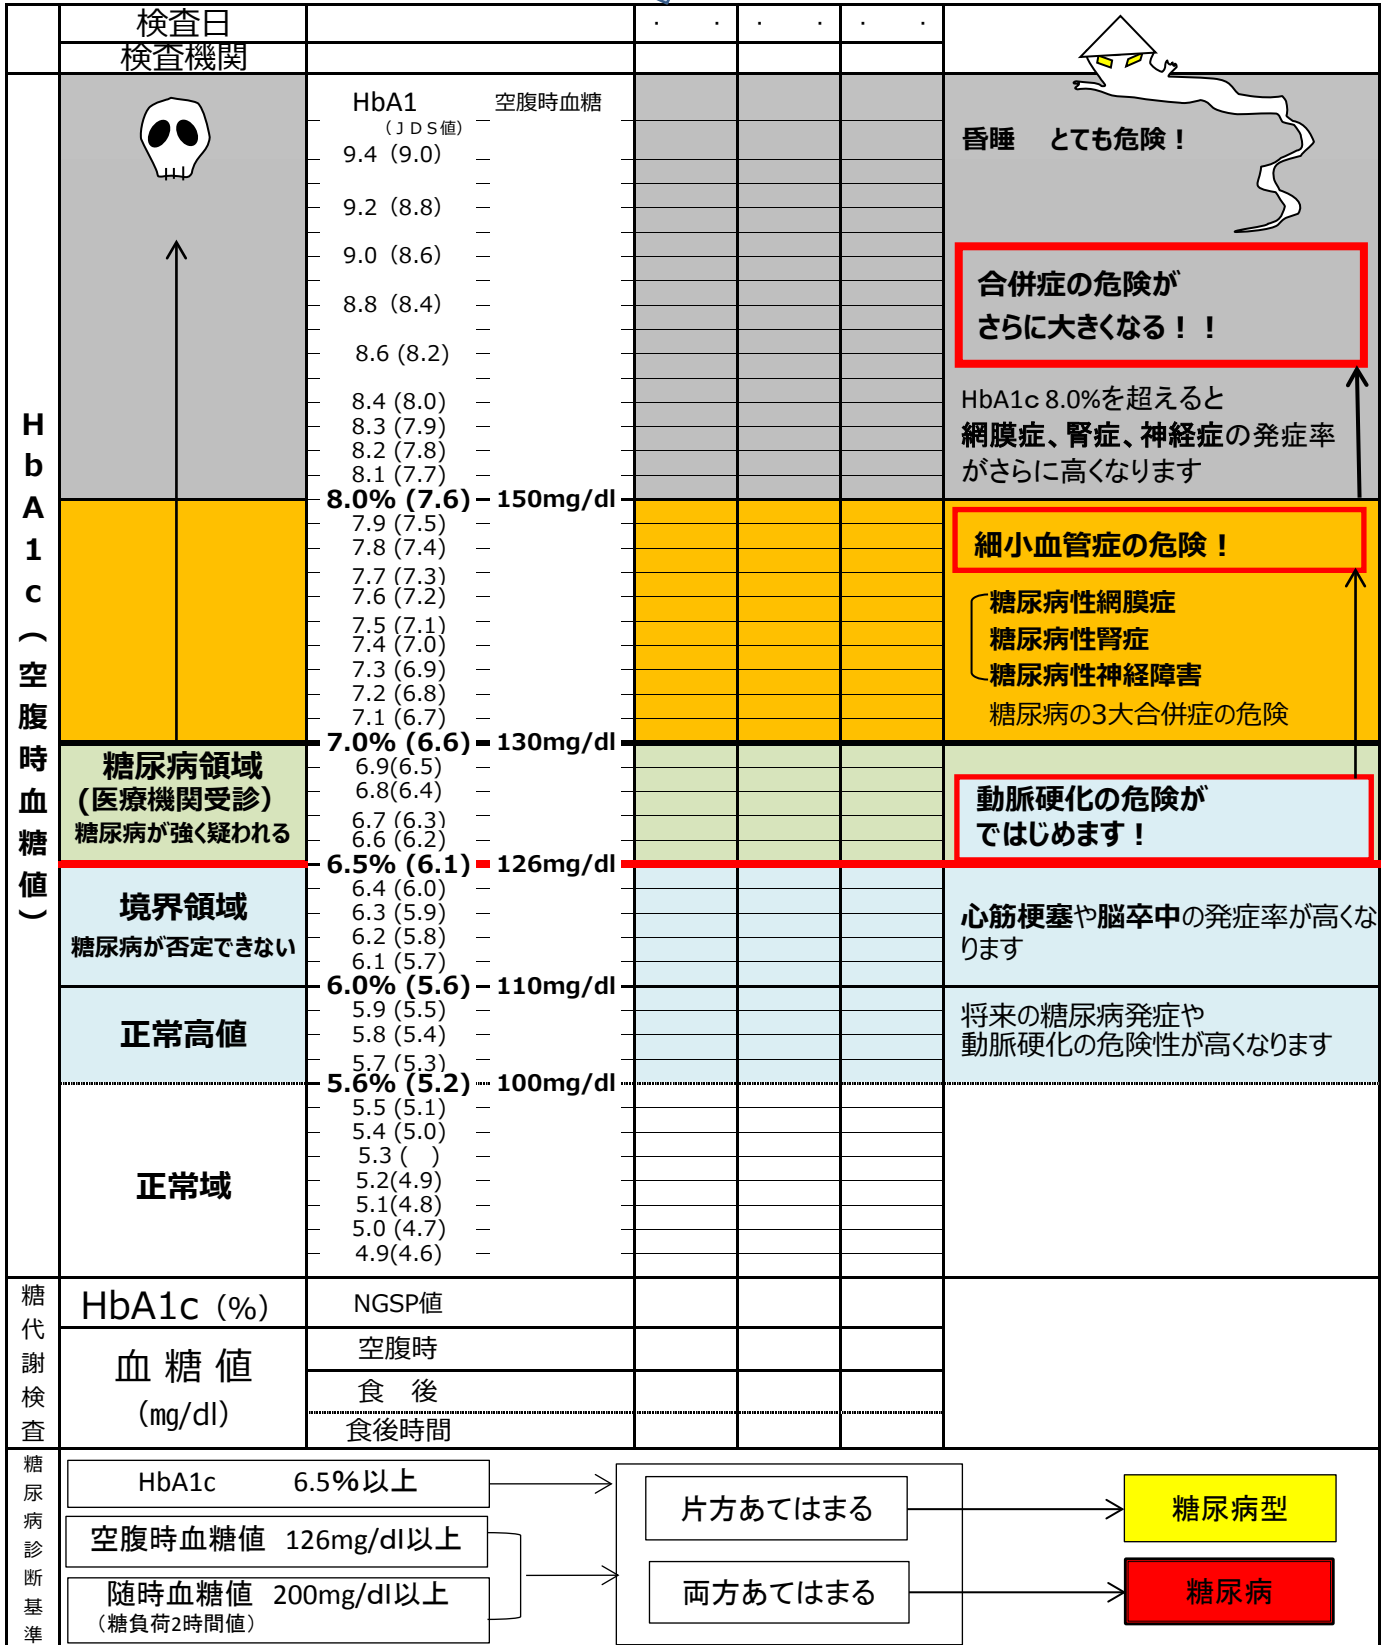 検査日
・　・　・　・　・　・
検査機関
HbA1c（空腹時血糖値）
HbA1
（ＪＤＳ値）
空腹時血糖
9.4（9.0）
9.2（8.8）
9.0（8.6）
8.8（8.4）
8.6 (8.2)
8.4 (8.0)
8.3 (7.9)
8.2 (7.8)
8.1 (7.7)
8.0% (7.6) 150mg/dl
7.9 (7.5)
7.8 (7.4)
7.7 (7.3)
7.6 (7.2)
7.5 (7.1)
7.4 (7.0)
7.3 (6.9)
7.2 (6.8)
7.1 (6.7)
7.0% (6.6) 130mg/dl
6.9(6.5)
6.8(6.4)
6.7 (6.3)
6.6 (6.2)
6.5% (6.1) 126mg/dl
6.4 (6.0)
6.3 (5.9)
6.2 (5.8)
6.1 (5.7)
6.0% (5.6) 110mg/dl
5.9 (5.5)
5.8 (5.4)
5.7 (5.3)
5.6% (5.2) 100mg/dl
5.5 (5.1)
5.4 (5.0)
5.3 (　)
5.2(4.9)
5.1(4.8)
5.0 (4.7)
4.9(4.6)
糖尿病領域
(医療機関受診）
糖尿病が強く疑われる
境界領域
糖尿病が否定できない
正常高値
正常域
昏睡　とても危険！
合併症の危険が
さらに大きくなる！！
HbA1c 8.0%を超えると
網膜症、腎症、神経症の発症率
がさらに高くなります
細小血管症の危険！
糖尿病性網膜症
糖尿病性腎症
糖尿病性神経障害
糖尿病の3大合併症の危険
動脈硬化の危険が
ではじめます！
心筋梗塞や脳卒中の発症率が高くな
ります
将来の糖尿病発症や
動脈硬化の危険性が高くなります
糖代謝検査
HbA1c（%）
NGSP値
血糖値
（mg/dl）
空腹時
食　後
食後時間
糖尿病診断基準
HbA1c　6.5%以上
空腹時血糖値　126mg/dl以上
随時血糖値　200mg/dl以上
（糖負荷2時間値）
片方あてはまる
両方あてはまる
糖尿病型
糖尿病